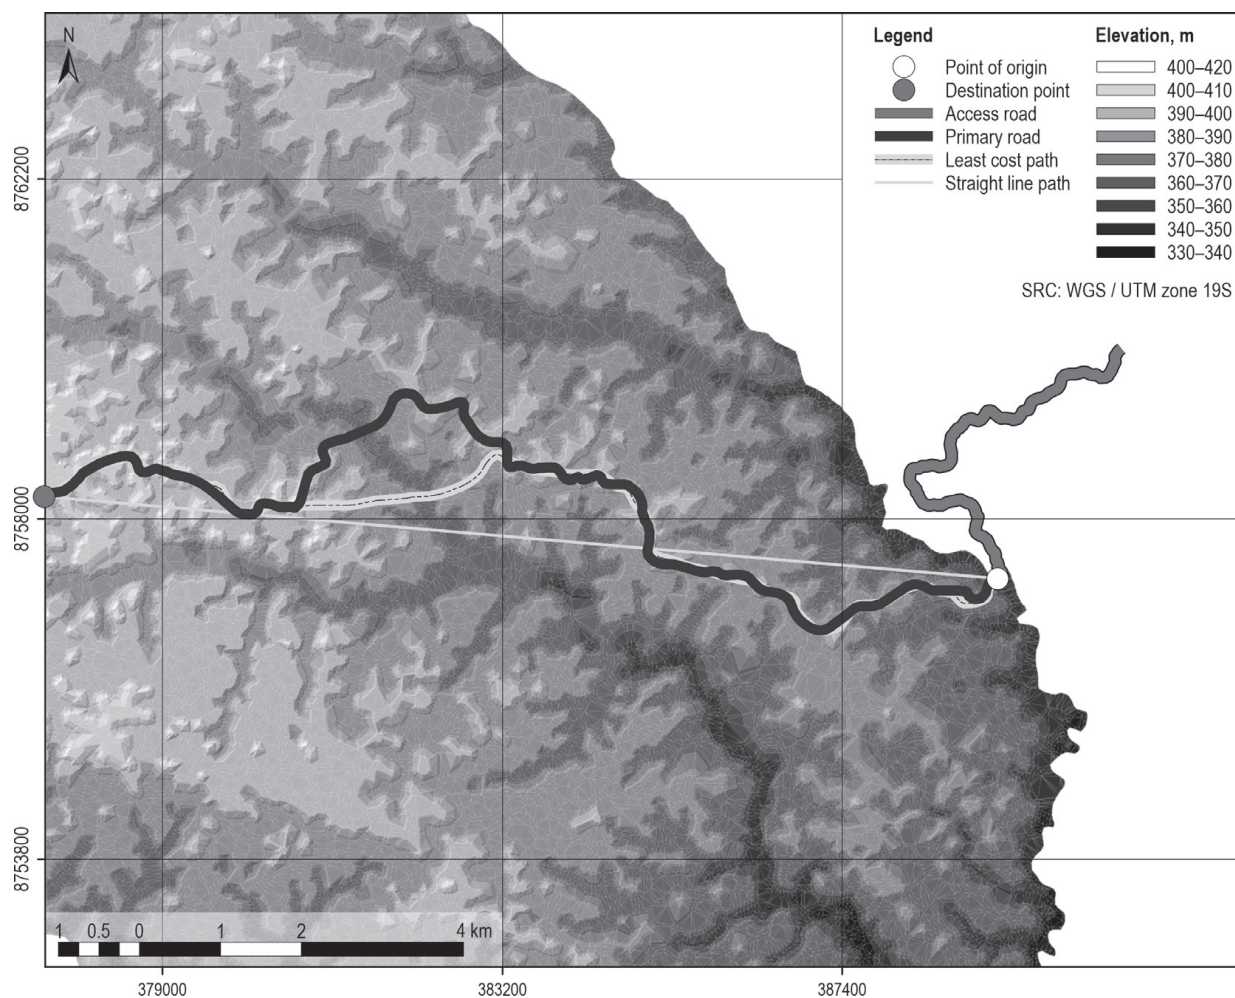 N
Legend
Point of origin
Destination point
Access road
Primary road
Least cost path
Straight line path
Elevation, m
400–420
400–410
390–400
380–390
370–380
360–370
350–360
340–350
330–340
SRC: WGS / UTM zone 19S
8762200
8758000
8753800
1 0.5 0 1 2 4 km
379000 383200 387400